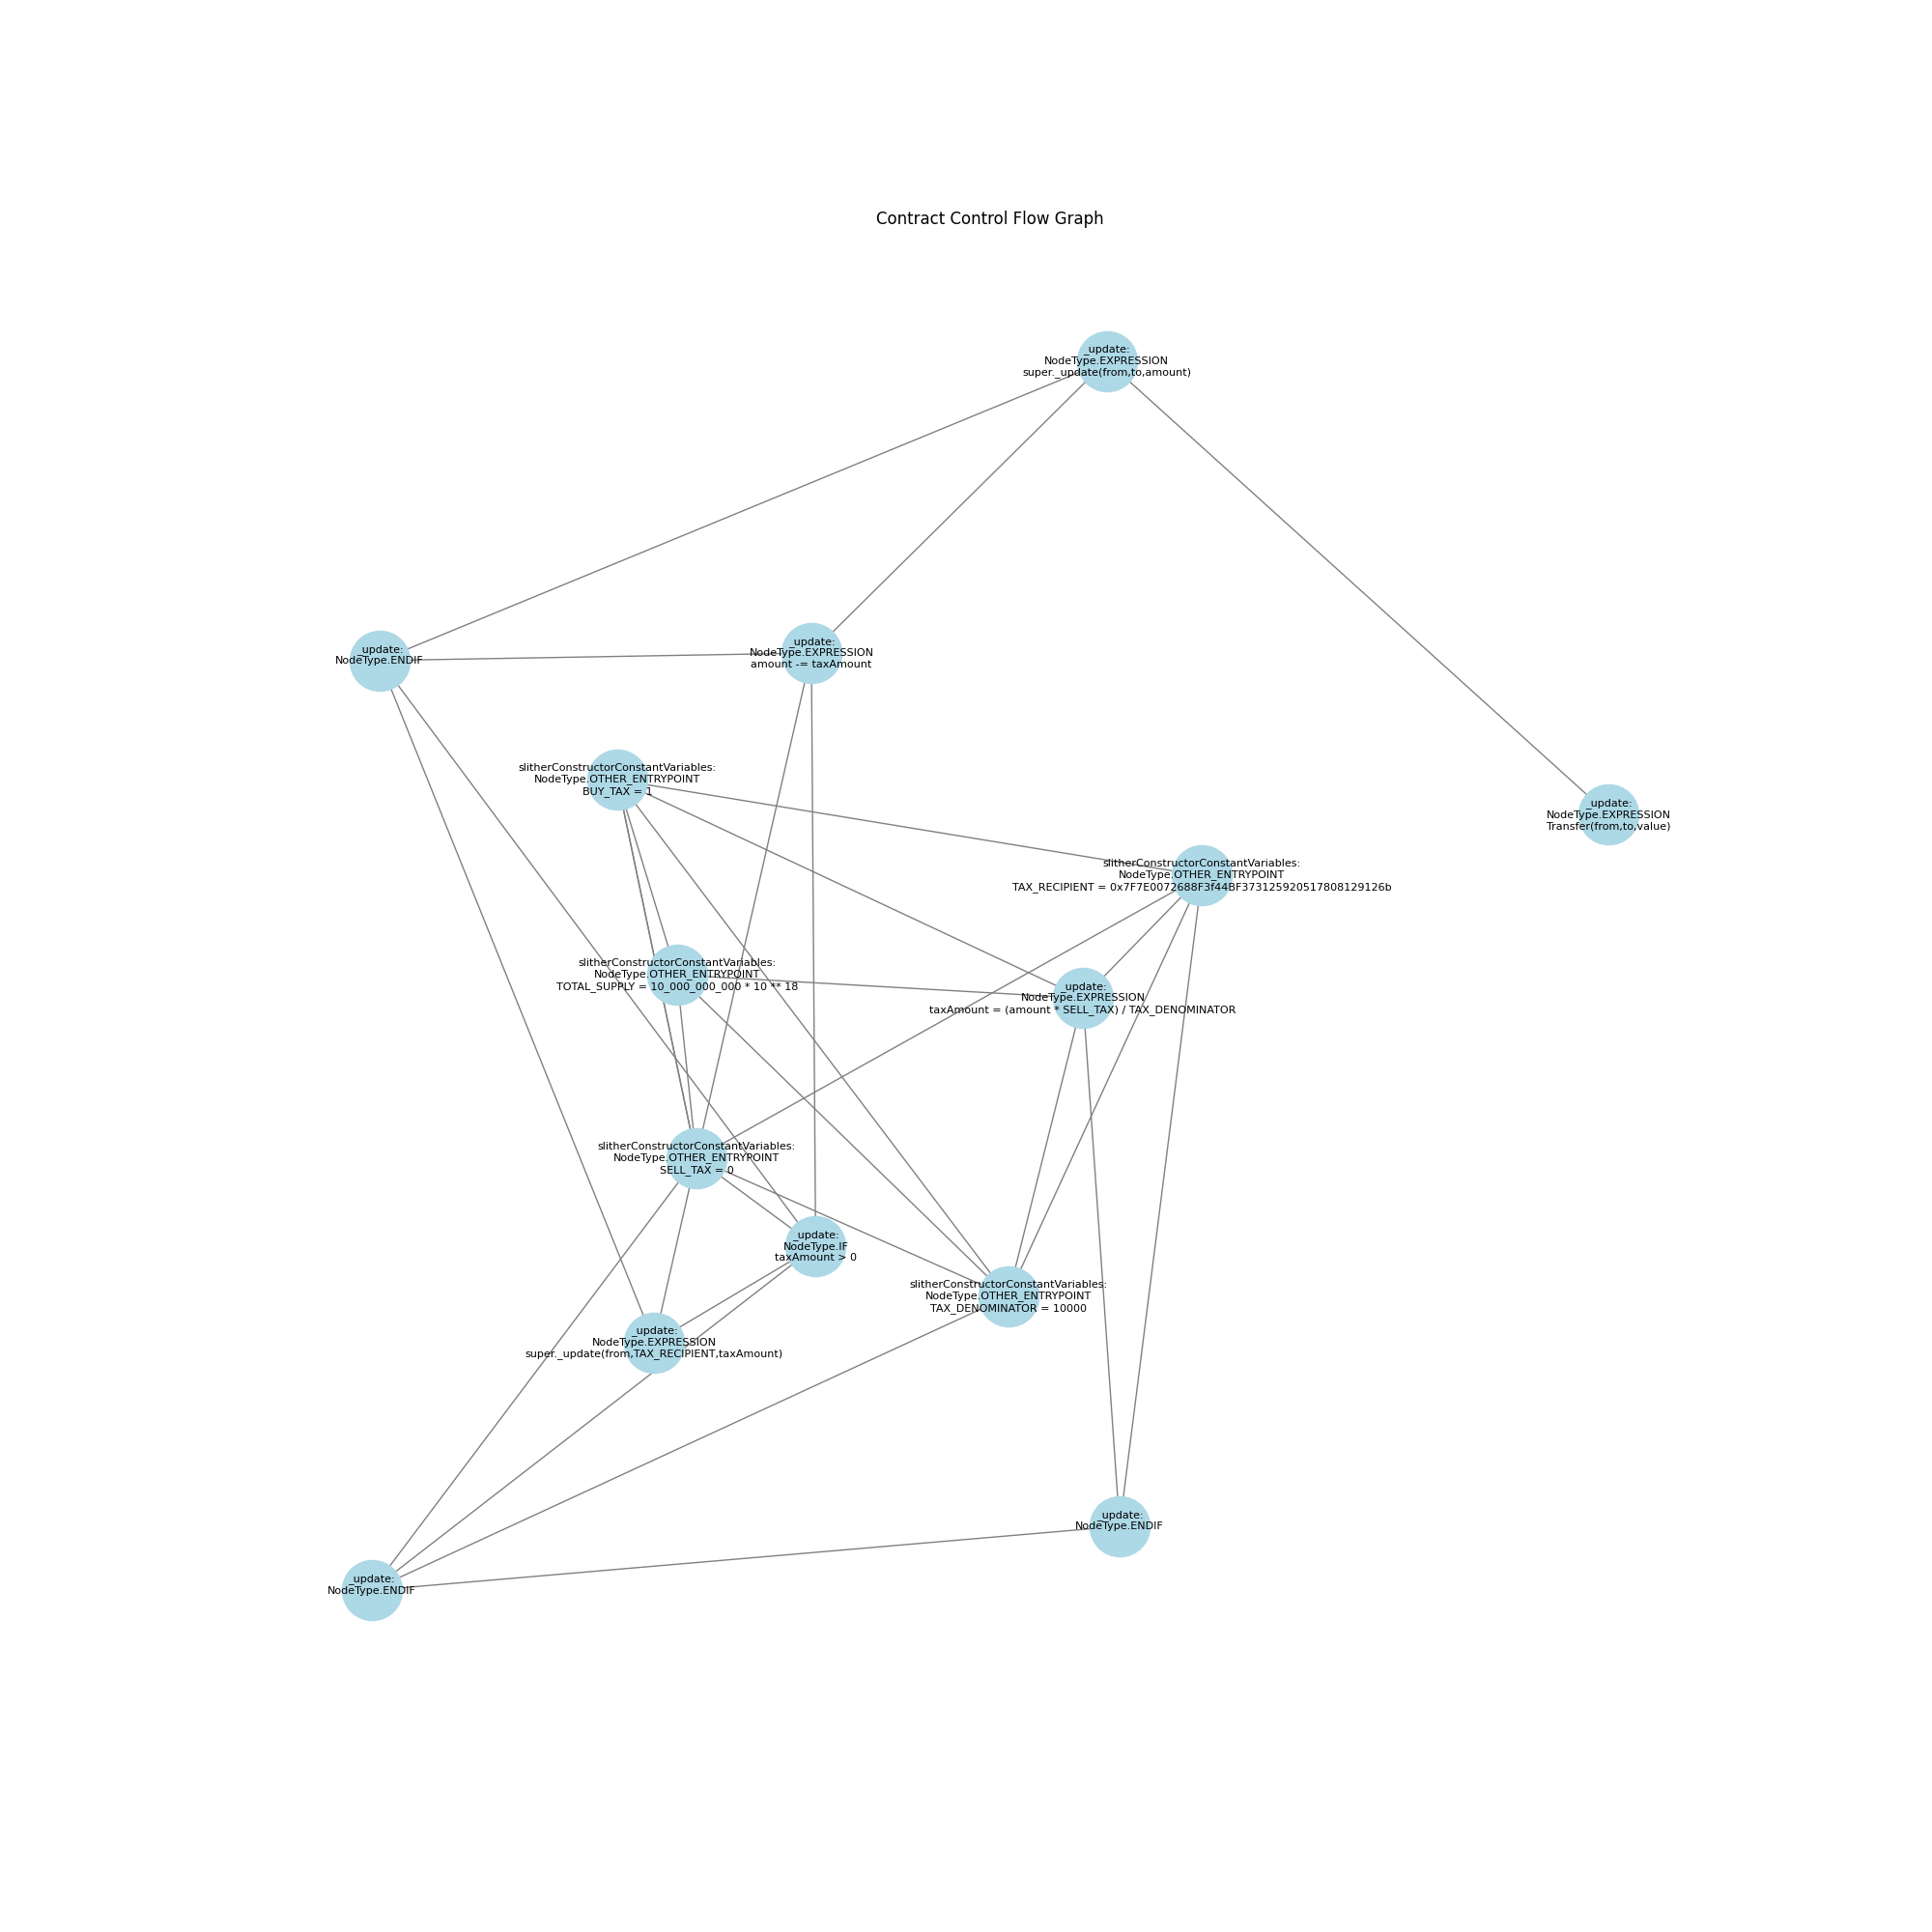 Contract Control Flow Graph
_update:
NodeType.EXPRESSION
super._update(from,to,amount)
_update:
NodeType.ENDIF
_update:
NodeType.EXPRESSION
amount -= taxAmount
slitherConstructorConstantVariables:
NodeType.OTHER_ENTRYPOINT
BUY_TAX = 1
_update:
NodeType.EXPRESSION
Transfer(from,to,value)
slitherConstructorConstantVariables:
NodeType.OTHER_ENTRYPOINT
TAX_RECIPIENT = 0x7F7E0072688F3f44BF373125920517808129126b
slitherConstructorConstantVariables:
NodeType.OTHER_ENTRYPOINT
TOTAL_SUPPLY = 10_000_000_000 * 10 ** 18
_update:
NodeType.EXPRESSION
taxAmount = (amount * SELL_TAX) / TAX_DENOMINATOR
slitherConstructorConstantVariables:
NodeType.OTHER_ENTRYPOINT
SELL_TAX = 0
_update:
NodeType.IF
taxAmount > 0
slitherConstructorConstantVariables:
NodeType.OTHER_ENTRYPOINT
TAX_DENOMINATOR = 10000
_update:
NodeType.EXPRESSION
super._update(from,TAX_RECIPIENT,taxAmount)
_update:
NodeType.ENDIF
_update:
NodeType.ENDIF